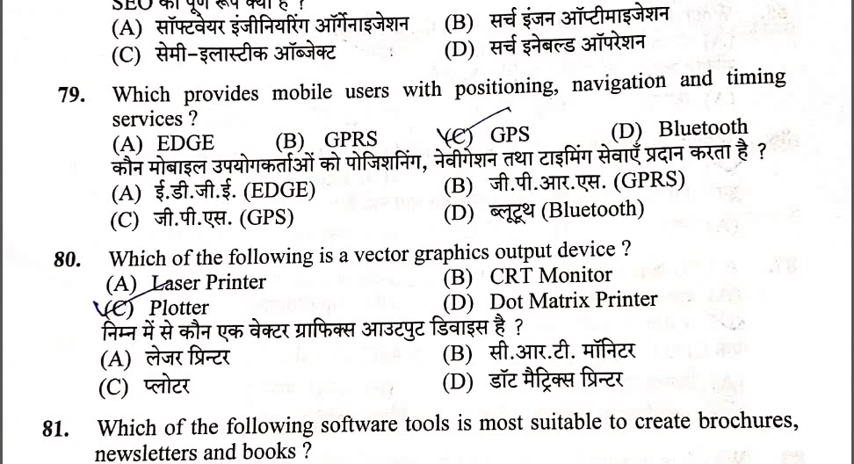 SEO का पूर्ण रूप क्या है ?
(A) सॉफ्टवेयर इंजीनियरिंग ऑर्गेनाइजेशन (B) सर्च इंजन ऑप्टीमाइजेशन
(C) सेमी-इलास्टीक ऑब्जेक्ट (D) सर्च इनेबल्ड ऑपरेशन
79. Which provides mobile users with positioning, navigation and timing
services ?
(A) EDGE (B) GPRS (C) GPS (D) Bluetooth
कौन मोबाइल उपयोगकर्ताओं को पोजिशनिंग, नेवीगेशन तथा टाइमिंग सेवाएँ प्रदान करता है ?
(A) ई.डी.जी.ई. (EDGE) (B) जी.पी.आर.एस. (GPRS)
(C) जी.पी.एस. (GPS) (D) ब्लूटूथ (Bluetooth)
80. Which of the following is a vector graphics output device ?
(A) Laser Printer (B) CRT Monitor
(C) Plotter (D) Dot Matrix Printer
निम्न में से कौन एक वेक्टर ग्राफिक्स आउटपुट डिवाइस है ?
(A) लेजर प्रिन्टर (B) सी.आर.टी. मॉनिटर
(C) प्लोटर (D) डॉट मैट्रिक्स प्रिन्टर
81. Which of the following software tools is most suitable to create brochures,
newsletters and books ?